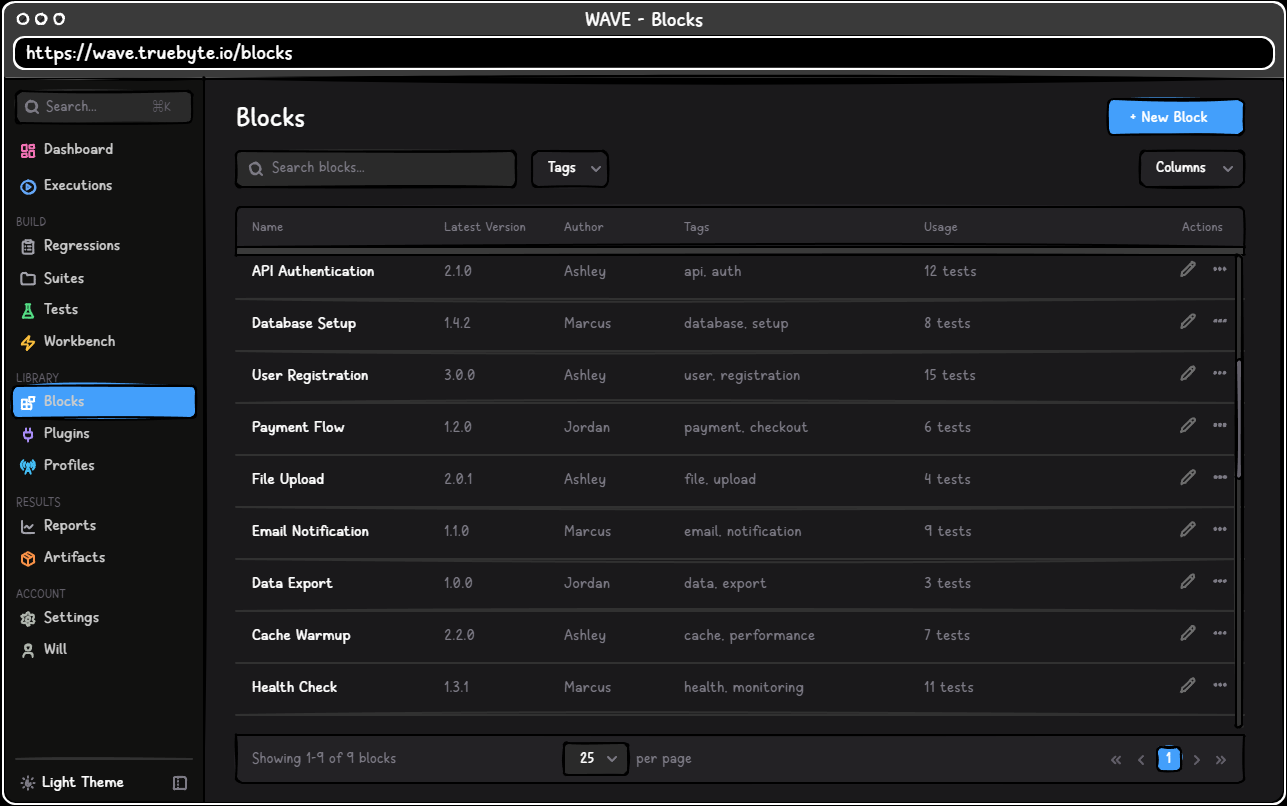 WAVE - Blocks
https://wave.truebyte.io/blocks
Search... ⌘K
Dashboard
Executions
BUILD
Regressions
Suites
Tests
Workbench
LIBRARY
Blocks
Plugins
Profiles
RESULTS
Reports
Artifacts
ACCOUNT
Settings
Will
Light Theme
Blocks
+ New Block
Search blocks... Tags Columns
Name Latest Version Author Tags Usage Actions
API Authentication 2.1.0 Ashley api, auth 12 tests
Database Setup 1.4.2 Marcus database, setup 8 tests
User Registration 3.0.0 Ashley user, registration 15 tests
Payment Flow 1.2.0 Jordan payment, checkout 6 tests
File Upload 2.0.1 Ashley file, upload 4 tests
Email Notification 1.1.0 Marcus email, notification 9 tests
Data Export 1.0.0 Jordan data, export 3 tests
Cache Warmup 2.2.0 Ashley cache, performance 7 tests
Health Check 1.3.1 Marcus health, monitoring 11 tests
Showing 1-9 of 9 blocks 25 per page « ‹ 1 › »